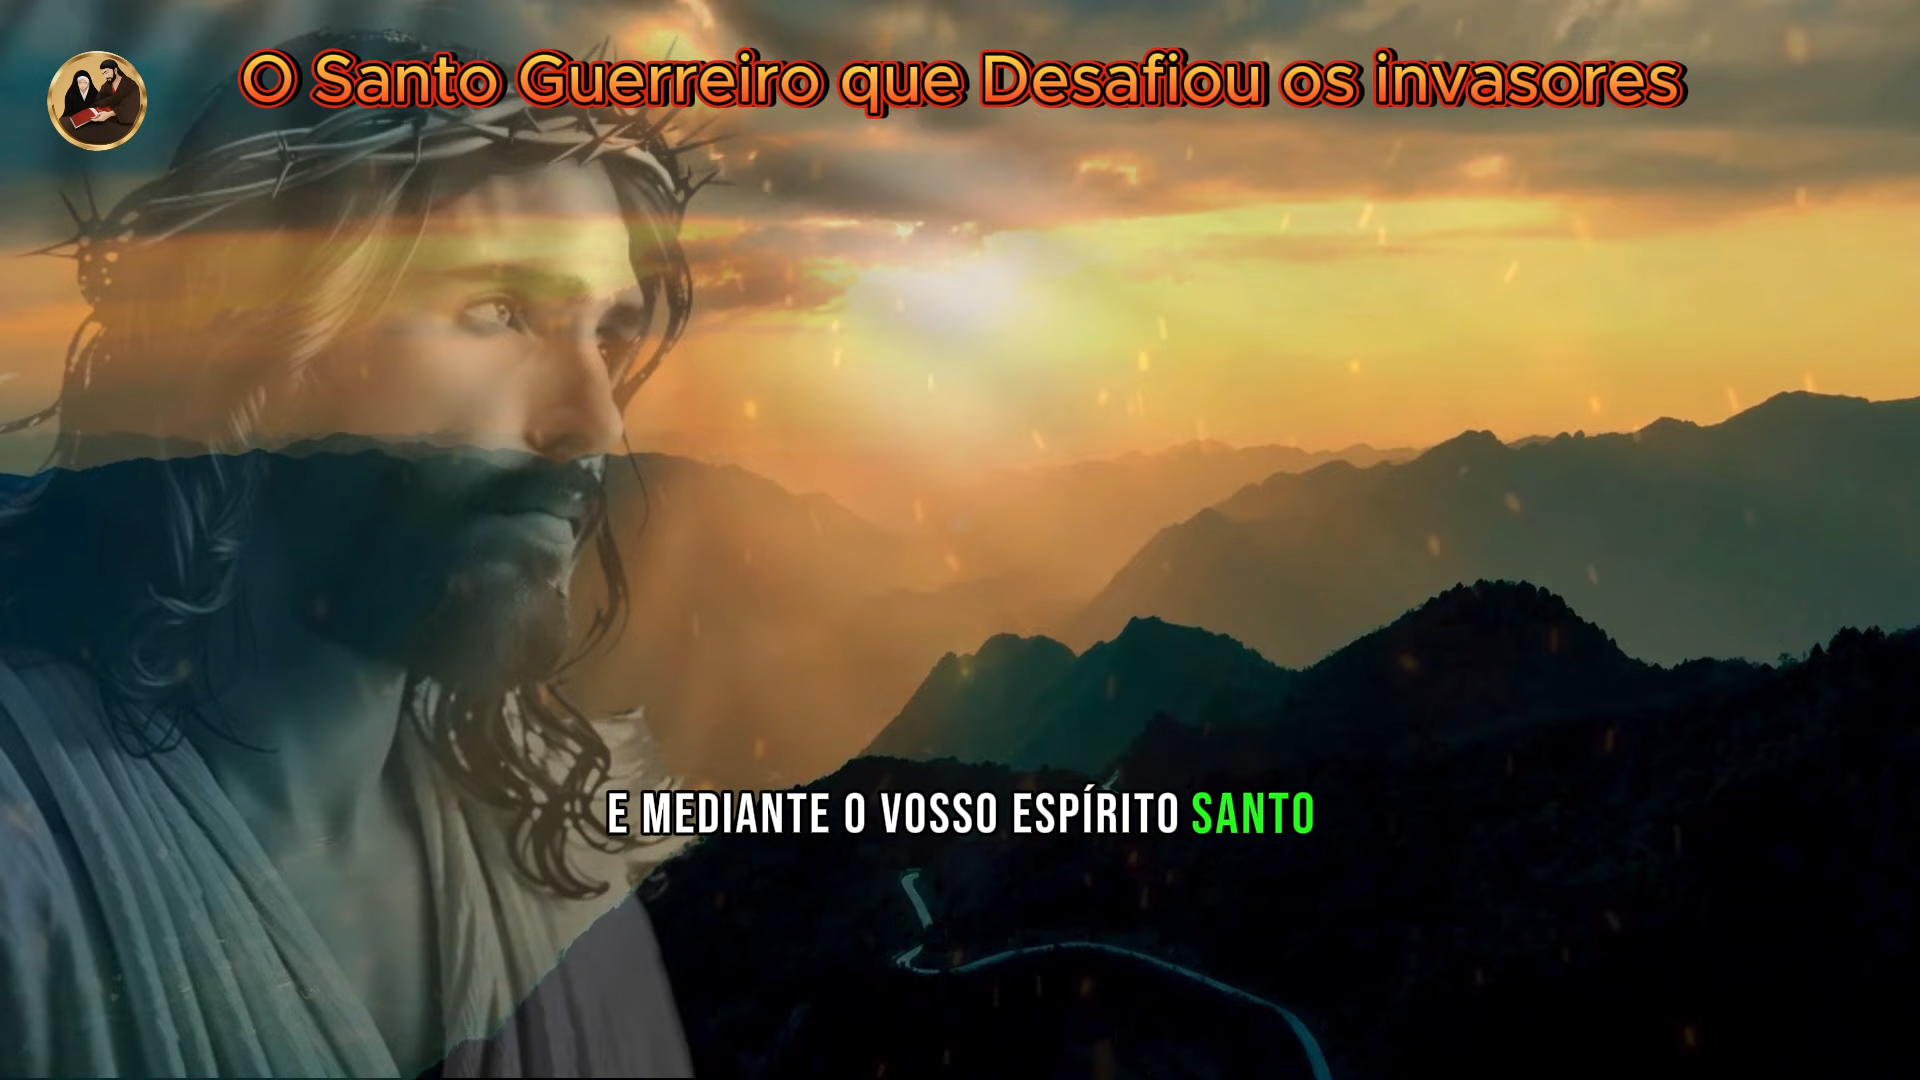 O Santo Guerreiro que Desafiou os invasores
E MEDIANTE O VOSSO ESPÍRITO SANTO